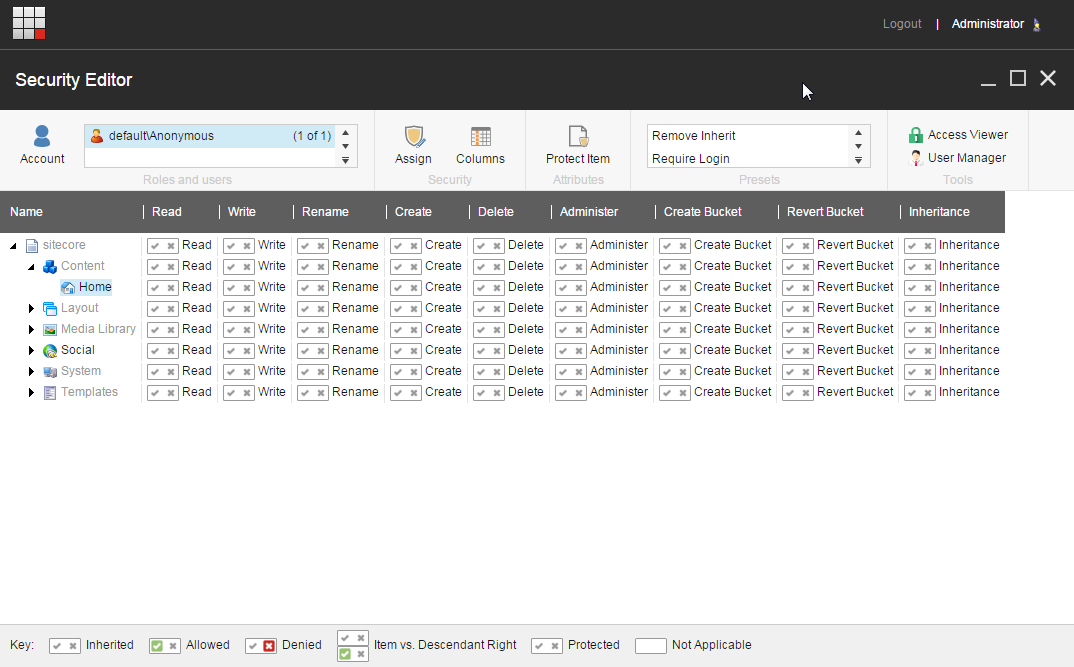 Logout | Administrator
Security Editor
Account
default\Anonymous (1 of 1)
Roles and users
Assign
Columns
Security
Protect Item
Attributes
Remove Inherit
Require Login
Presets
Access Viewer
User Manager
Tools
Name | Read | Write | Rename | Create | Delete | Administer | Create Bucket | Revert Bucket | Inheritance
sitecore Read Write Rename Create Delete Administer Create Bucket Revert Bucket Inheritance
Content Read Write Rename Create Delete Administer Create Bucket Revert Bucket Inheritance
Home Read Write Rename Create Delete Administer Create Bucket Revert Bucket Inheritance
Layout Read Write Rename Create Delete Administer Create Bucket Revert Bucket Inheritance
Media Library Read Write Rename Create Delete Administer Create Bucket Revert Bucket Inheritance
Social Read Write Rename Create Delete Administer Create Bucket Revert Bucket Inheritance
System Read Write Rename Create Delete Administer Create Bucket Revert Bucket Inheritance
Templates Read Write Rename Create Delete Administer Create Bucket Revert Bucket Inheritance
Key: Inherited Allowed Denied Item vs. Descendant Right Protected Not Applicable